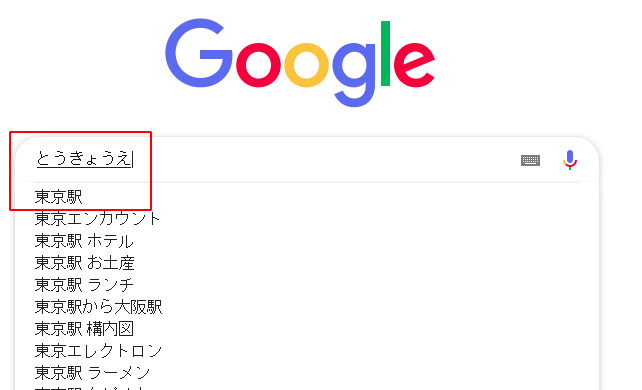 Google
とうきょうえ
東京駅
東京エンカウント
東京駅 ホテル
東京駅 お土産
東京駅 ランチ
東京駅から大阪駅
東京駅 構内図
東京エレクトロン
東京駅 ラーメン